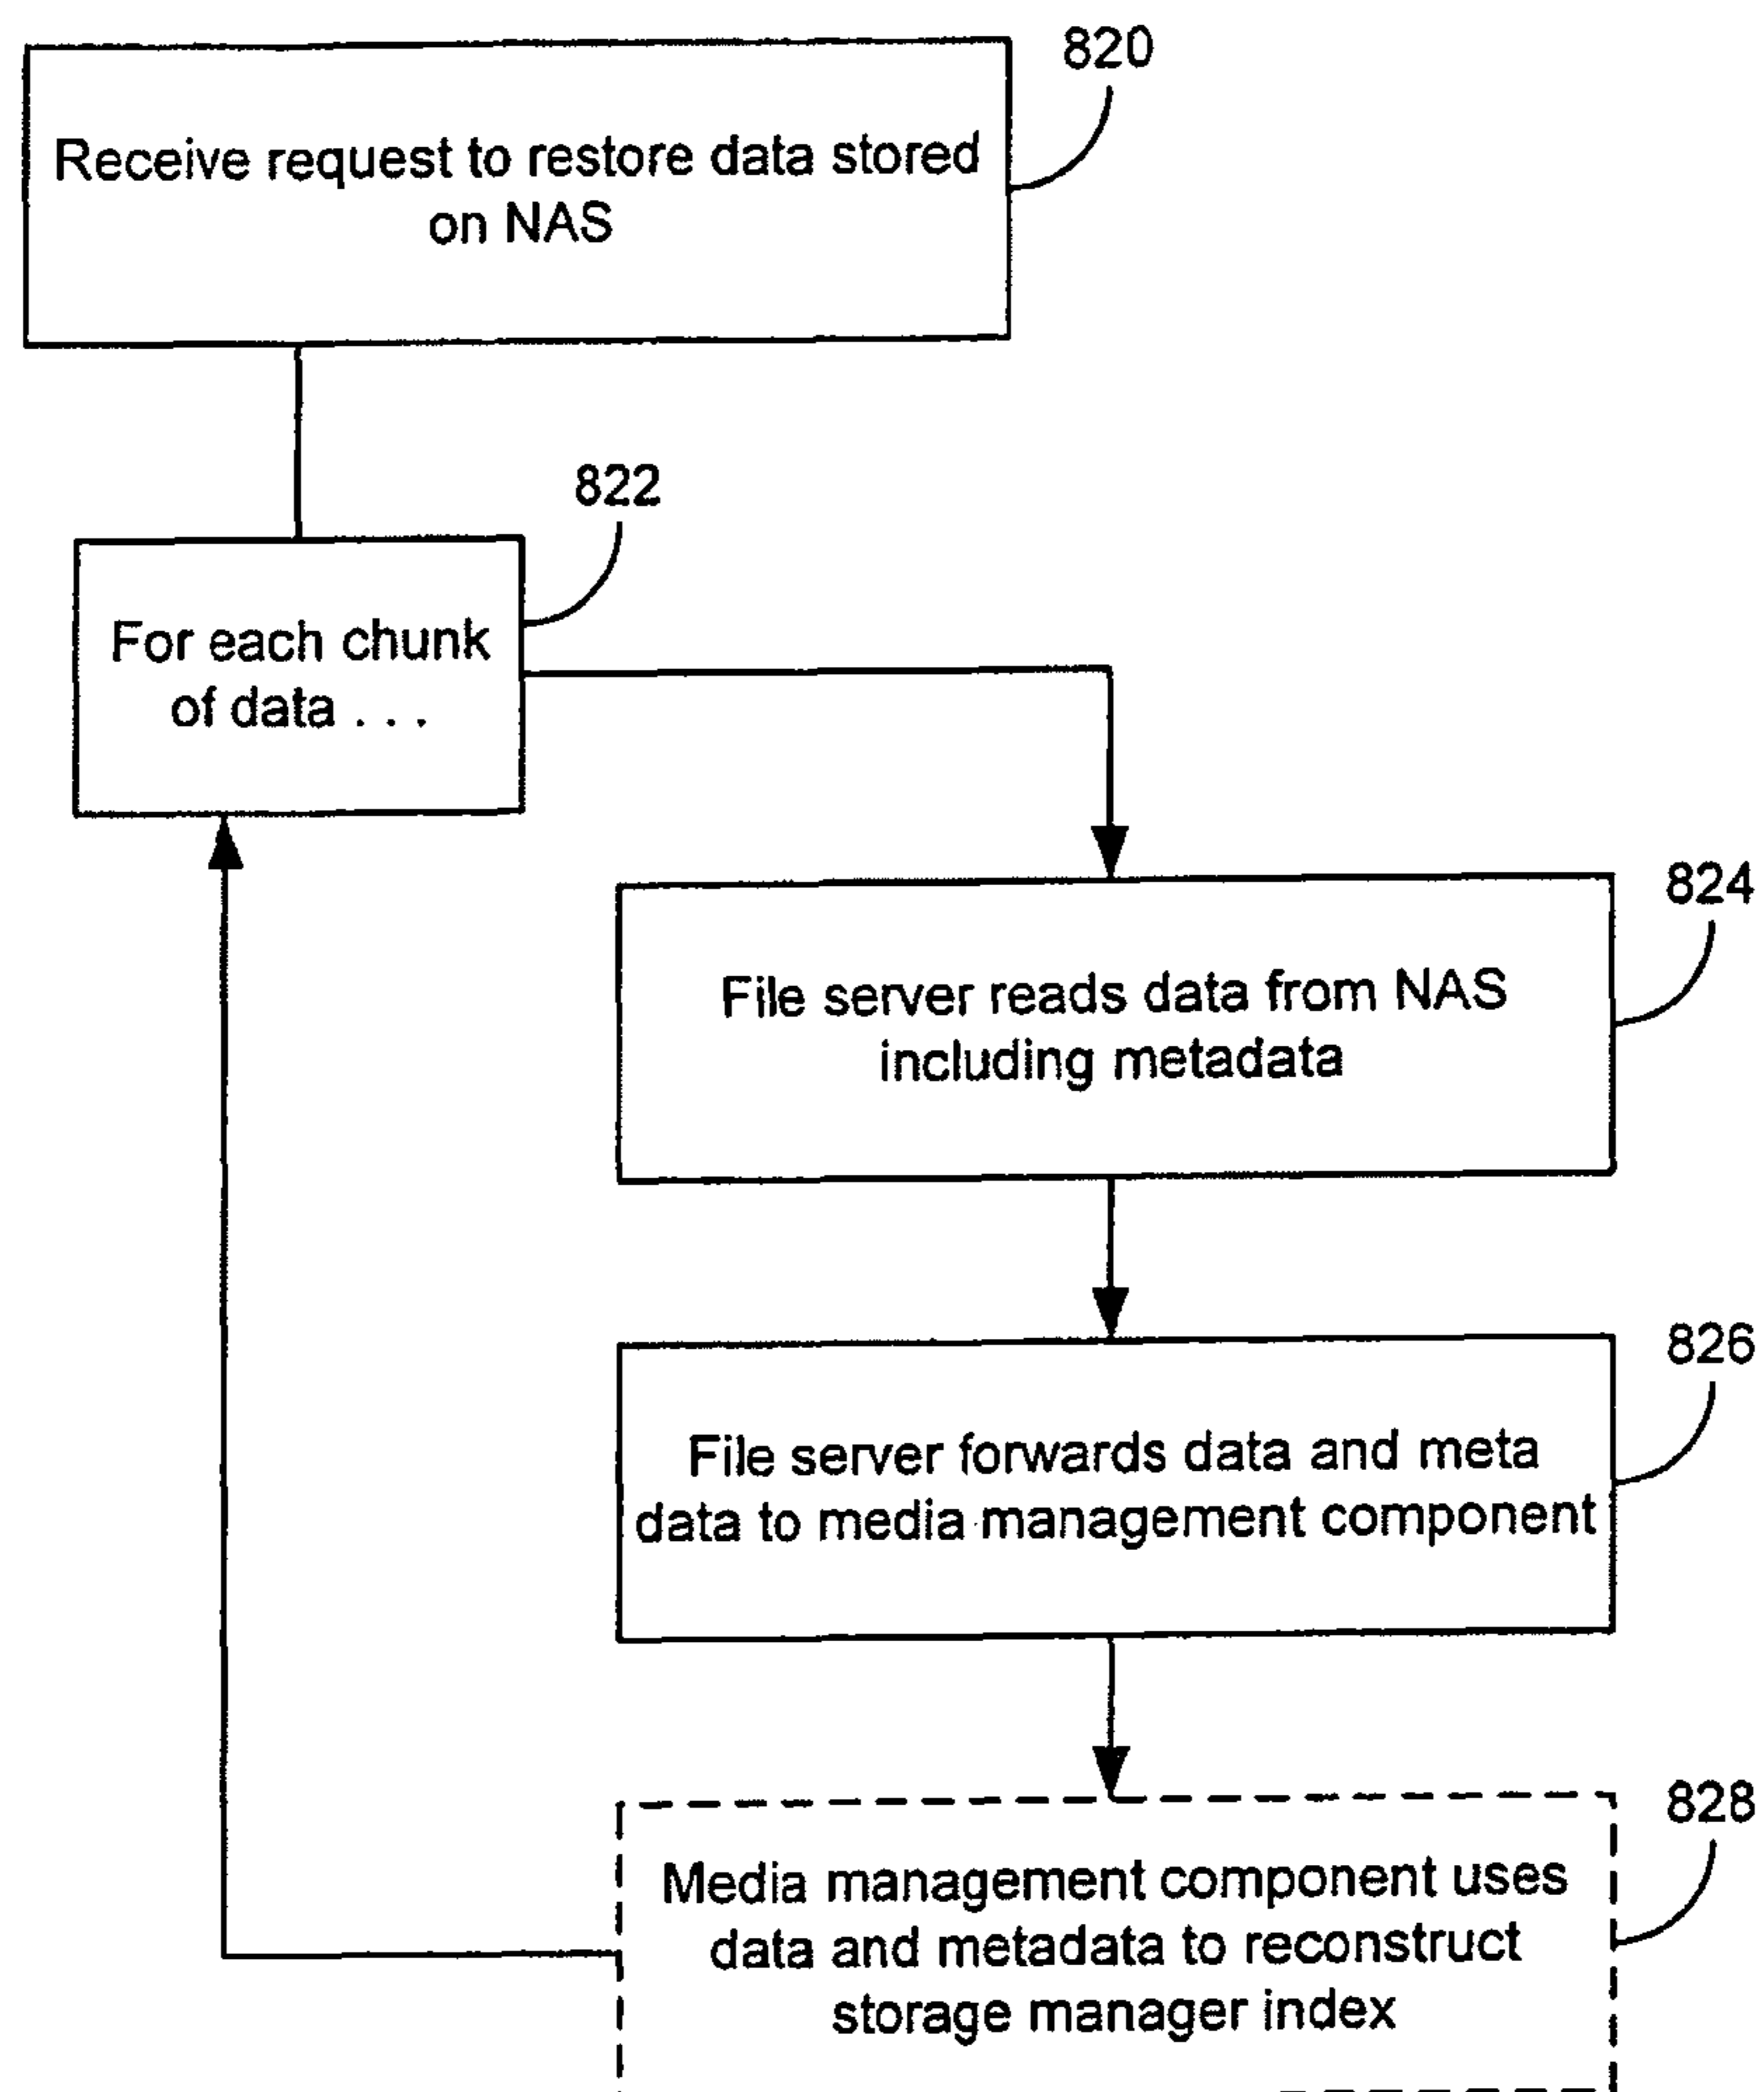 820
Receive request to restore data stored
on NAS
822
For each chunk
of data . . .
824
File server reads data from NAS
including metadata
826
File server forwards data and meta
data to media management component
828
Media management component uses
data and metadata to reconstruct
storage manager index